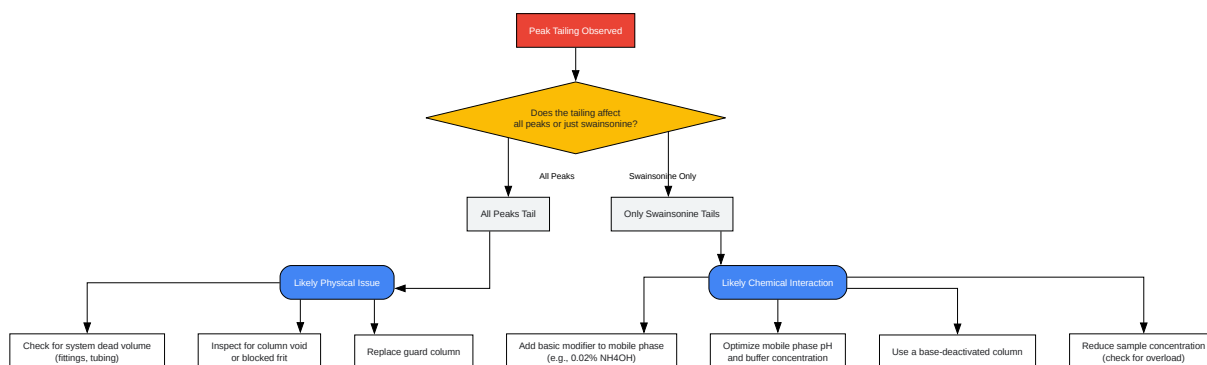 Peak Tailing Observed
Does the tailing affect
all peaks or just swainsonine?
All Peaks
Swainsonine Only
All Peaks Tail
Only Swainsonine Tails
Likely Physical Issue
Likely Chemical Interaction
Check for system dead volume
(fittings, tubing)
Inspect for column void
or blocked frit
Replace guard column
Add basic modifier to mobile phase
(e.g., 0.02% NH4OH)
Optimize mobile phase pH
and buffer concentration
Use a base-deactivated column
Reduce sample concentration
(check for overload)